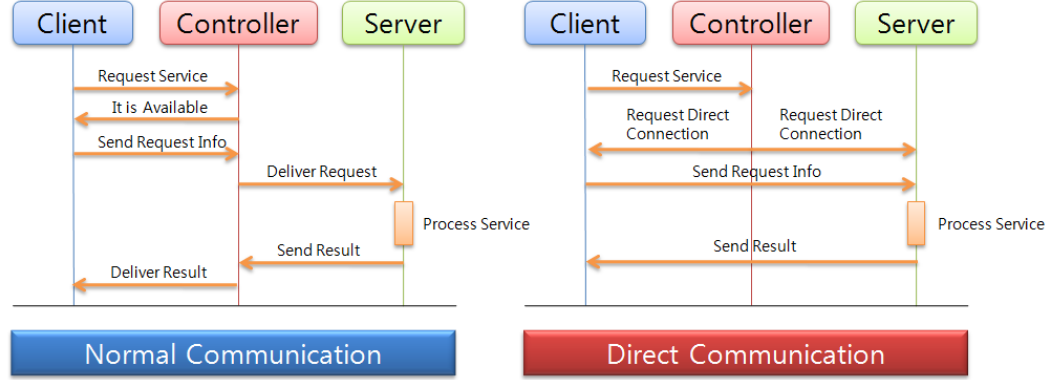 Client
Controller
Server
Request Service
It is Available
Send Request Info
Deliver Request
Process Service
Send Result
Deliver Result
Normal Communication
Client
Controller
Server
Request Service
Request Direct
Connection
Request Direct
Connection
Send Request Info
Process Service
Send Result
Direct Communication